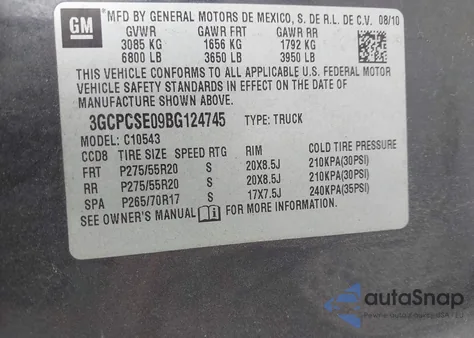 GM
*MFD BY GENERAL MOTORS DE MEXICO, S. DE R.L. DE C.V. 08/10
GVWR GAWR FRT GAWR RR
3085 KG 1656 KG 1792 KG
6800 LB 3650 LB 3950 LB
THIS VEHICLE CONFORMS TO ALL APPLICABLE U.S. FEDERAL MOTOR
VEHICLE SAFETY STANDARDS IN EFFECT ON THE DATE OF
MANUFACTURE SHOWN ABOVE.
3GCPCSE09BG124745 TYPE: TRUCK
MODEL: C10543
CCD8 TIRE SIZE SPEED RTG RIM COLD TIRE PRESSURE
FRT P275/55R20 S 20X8.5J 210KPA(30PSI)
RR P275/55R20 S 20X8.5J 210KPA(30PSI)
SPA P265/70R17 S 17X7.5J 240KPA(35PSI)
SEE OWNER'S MANUAL FOR MORE INFORMATION.
autoSnap